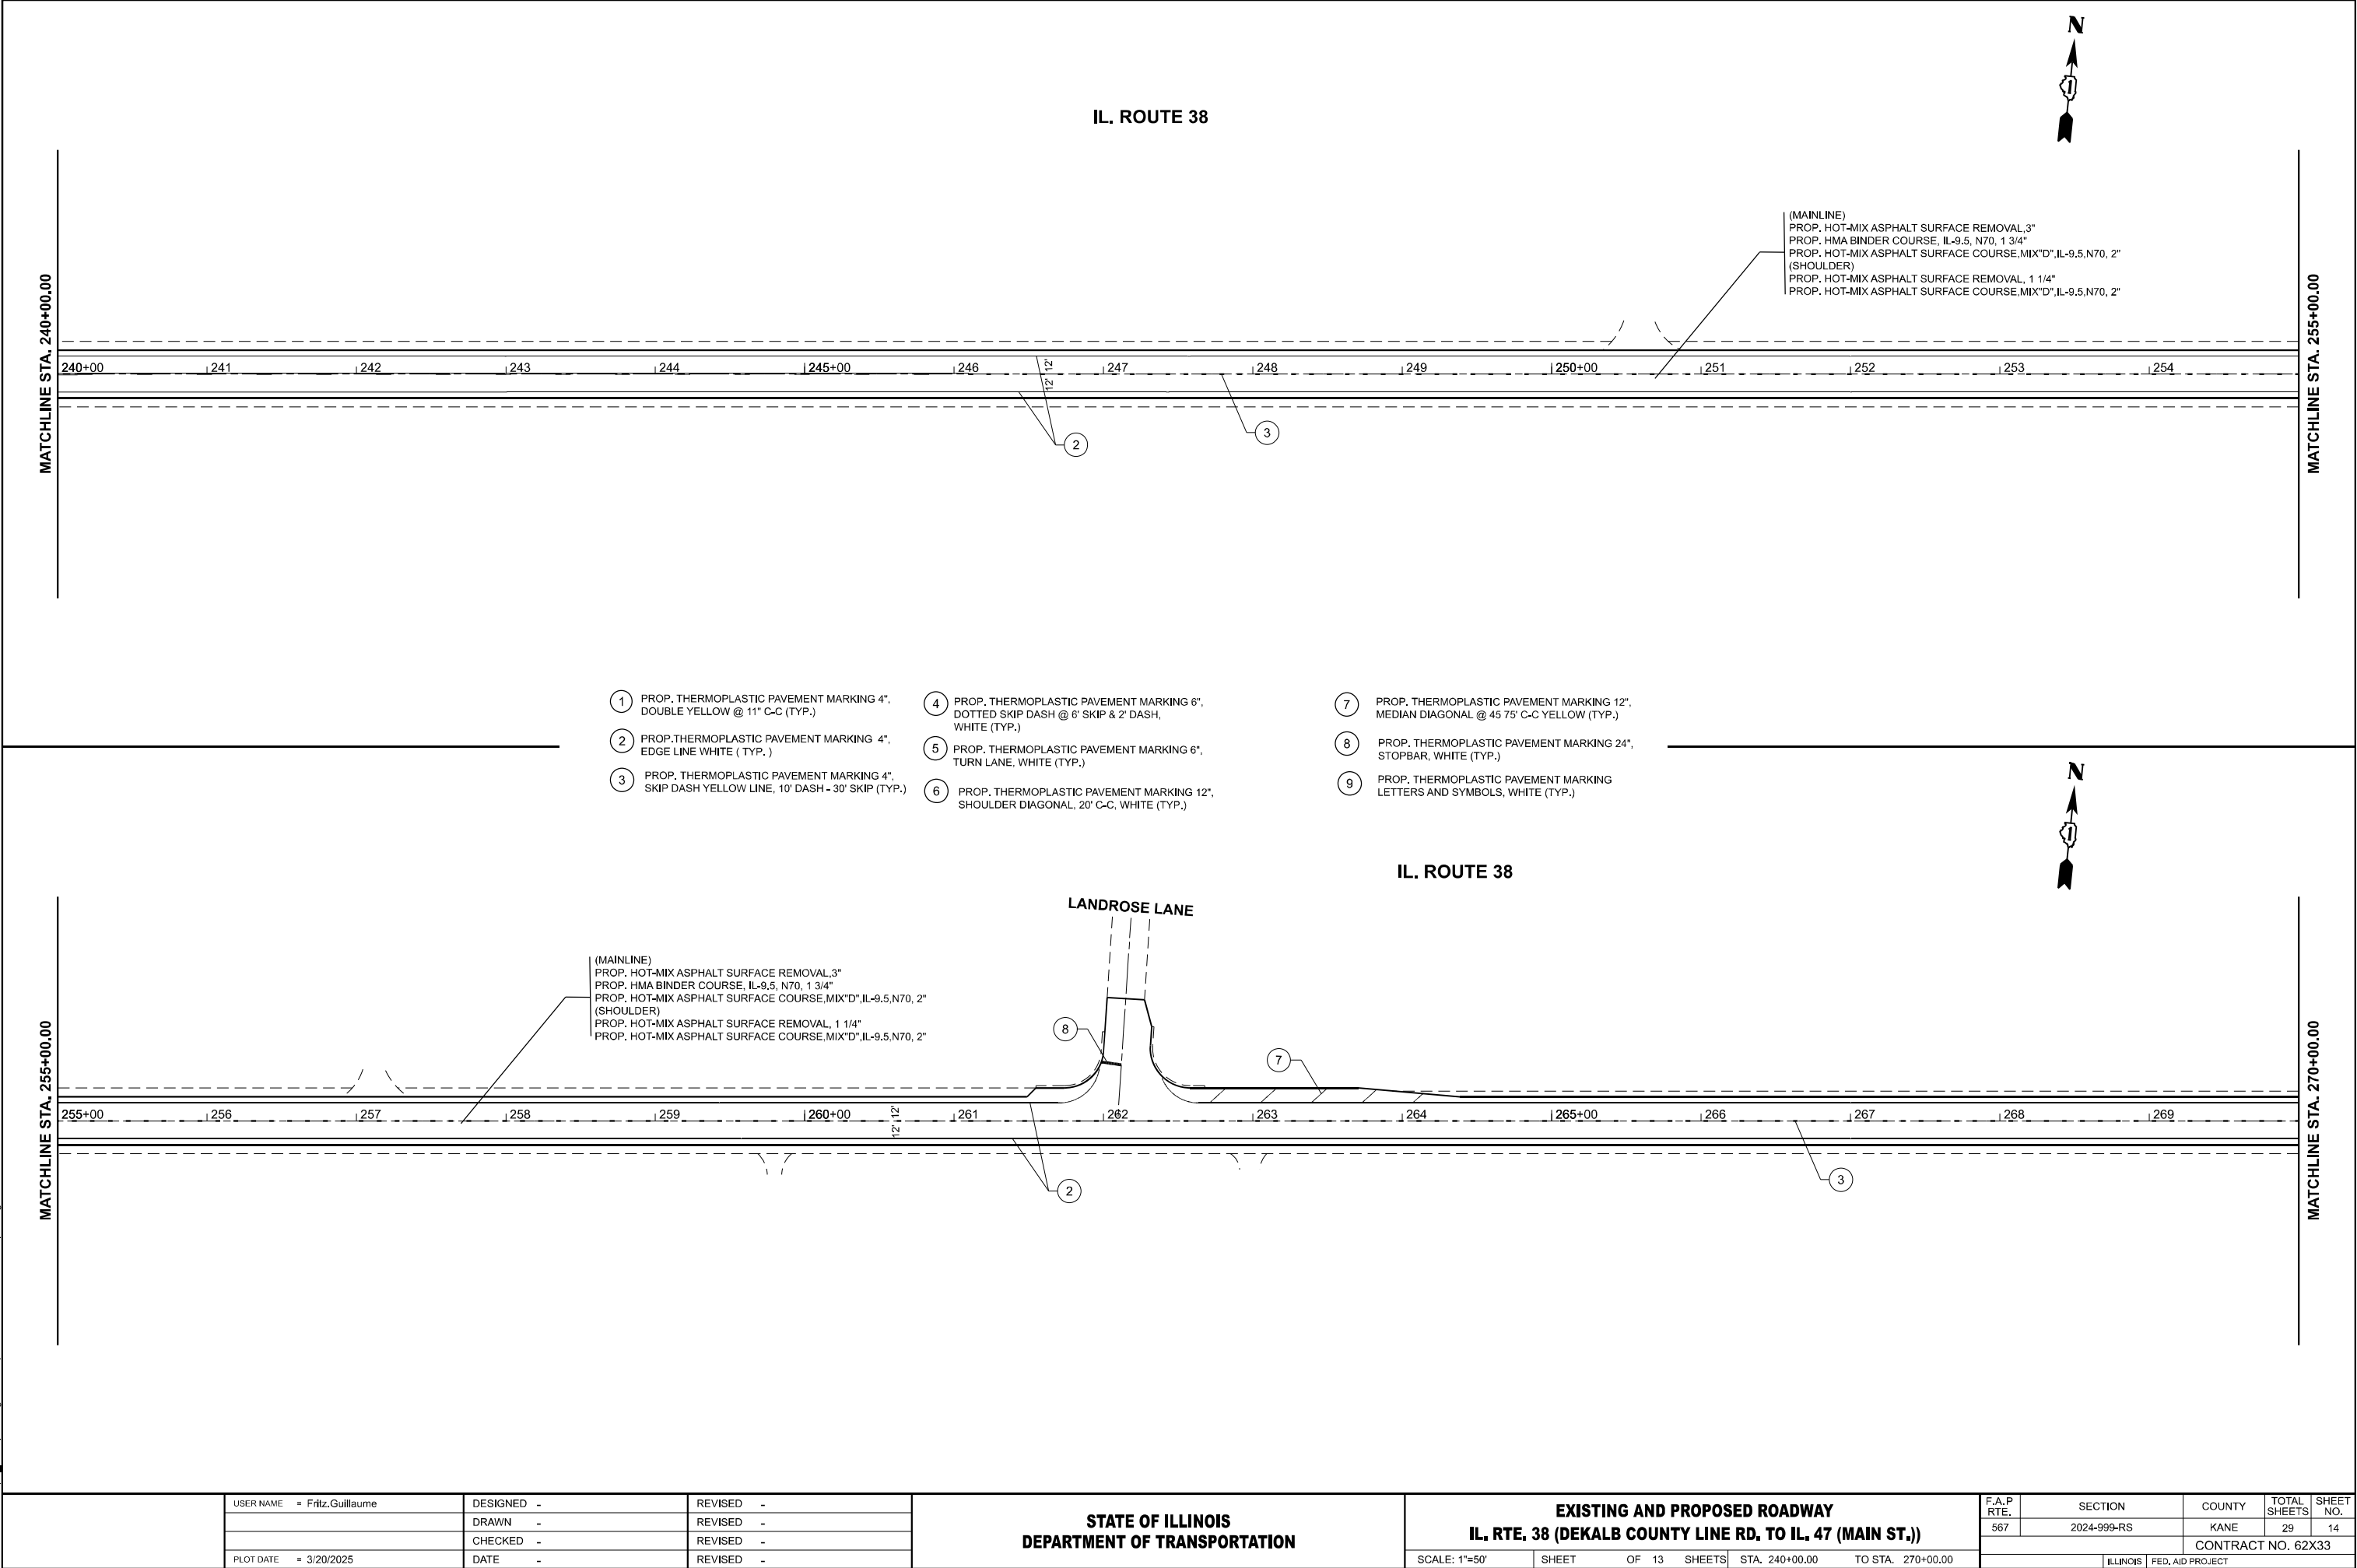 N
1
IL. ROUTE 38
(MAINLINE)
PROP. HOT-MIX ASPHALT SURFACE REMOVAL,3"
PROP. HMA BINDER COURSE, IL-9.5, N70, 1 3/4"
PROP. HOT-MIX ASPHALT SURFACE COURSE,MIX"D",IL-9.5,N70, 2"
(SHOULDER)
PROP. HOT-MIX ASPHALT SURFACE REMOVAL, 1 1/4"
PROP. HOT-MIX ASPHALT SURFACE COURSE,MIX"D",IL-9.5,N70, 2"
MATCHLINE STA. 240+00.00
MATCHLINE STA. 255+00.00
240+00 241 242 243 244 245+00 246 247 248 249 250+00 251 252 253 254
12' 12'
2
3
1 PROP. THERMOPLASTIC PAVEMENT MARKING 4",
DOUBLE YELLOW @ 11" C-C (TYP.)
2 PROP.THERMOPLASTIC PAVEMENT MARKING 4",
EDGE LINE WHITE ( TYP. )
3 PROP. THERMOPLASTIC PAVEMENT MARKING 4",
SKIP DASH YELLOW LINE, 10' DASH - 30' SKIP (TYP.)
4 PROP. THERMOPLASTIC PAVEMENT MARKING 6",
DOTTED SKIP DASH @ 6' SKIP & 2' DASH,
WHITE (TYP.)
5 PROP. THERMOPLASTIC PAVEMENT MARKING 6",
TURN LANE, WHITE (TYP.)
6 PROP. THERMOPLASTIC PAVEMENT MARKING 12",
SHOULDER DIAGONAL, 20' C-C, WHITE (TYP.)
7 PROP. THERMOPLASTIC PAVEMENT MARKING 12",
MEDIAN DIAGONAL @ 45 75' C-C YELLOW (TYP.)
8 PROP. THERMOPLASTIC PAVEMENT MARKING 24",
STOPBAR, WHITE (TYP.)
9 PROP. THERMOPLASTIC PAVEMENT MARKING
LETTERS AND SYMBOLS, WHITE (TYP.)
N
1
IL. ROUTE 38
LANDROSE LANE
(MAINLINE)
PROP. HOT-MIX ASPHALT SURFACE REMOVAL,3"
PROP. HMA BINDER COURSE, IL-9.5, N70, 1 3/4"
PROP. HOT-MIX ASPHALT SURFACE COURSE,MIX"D",IL-9.5,N70, 2"
(SHOULDER)
PROP. HOT-MIX ASPHALT SURFACE REMOVAL, 1 1/4"
PROP. HOT-MIX ASPHALT SURFACE COURSE,MIX"D",IL-9.5,N70, 2"
8
7
MATCHLINE STA. 255+00.00
MATCHLINE STA. 270+00.00
255+00 256 257 258 259 260+00 261 262 263 264 265+00 266 267 268 269
12' 12'
2
3
USER NAME = Fritz.Guillaume
PLOT DATE = 3/20/2025
DESIGNED -
DRAWN -
CHECKED -
DATE -
REVISED -
REVISED -
REVISED -
REVISED -
STATE OF ILLINOIS
DEPARTMENT OF TRANSPORTATION
EXISTING AND PROPOSED ROADWAY
IL. RTE. 38 (DEKALB COUNTY LINE RD. TO IL. 47 (MAIN ST.))
SCALE: 1"=50' SHEET OF 13 SHEETS STA. 240+00.00 TO STA. 270+00.00
F.A.P RTE. SECTION COUNTY TOTAL SHEETS SHEET NO.
567 2024-999-RS KANE 29 14
CONTRACT NO. 62X33
ILLINOIS FED. AID PROJECT